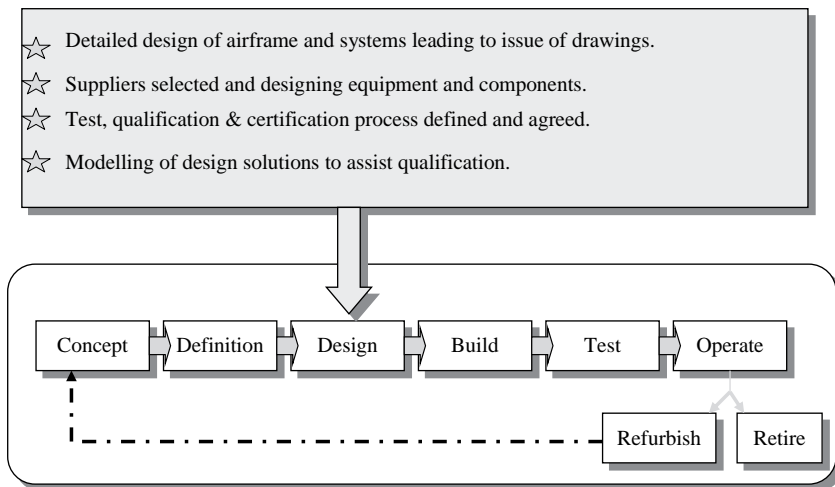 Detailed design of airframe and systems leading to issue of drawings.
Suppliers selected and designing equipment and components.
Test, qualification & certification process defined and agreed.
Modelling of design solutions to assist qualification.
Concept
Definition
Design
Build
Test
Operate
Refurbish
Retire